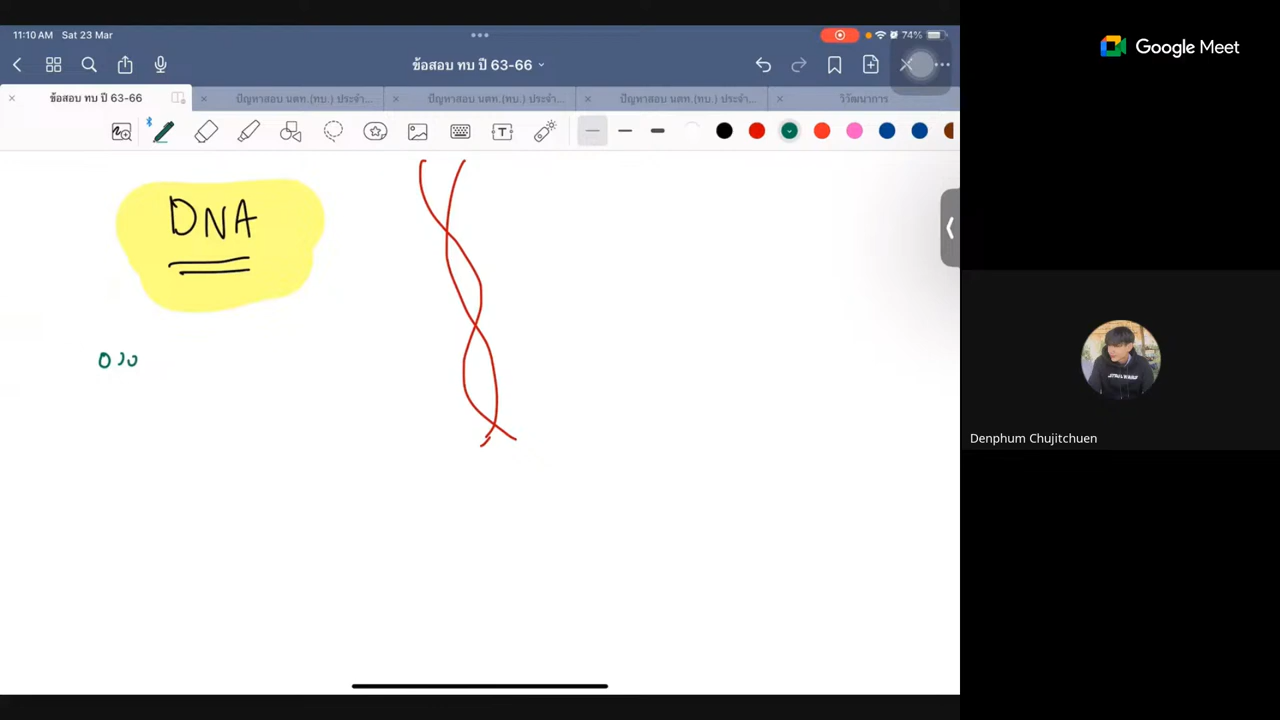 11:10 AM Sat 23 Mar
74%
ข้อสอบ ทบ ปี 63-66
ข้อสอบ ทบ ปี 63-66
ปัญหาสอบ นตท.(ทบ.) ประจำ...
ปัญหาสอบ นตท.(ทบ.) ประจำ...
ปัญหาสอบ นตท.(ทบ.) ประจำ...
วิวัฒนาการ
T
DNA
Google Meet
Denphum Chujitchuen